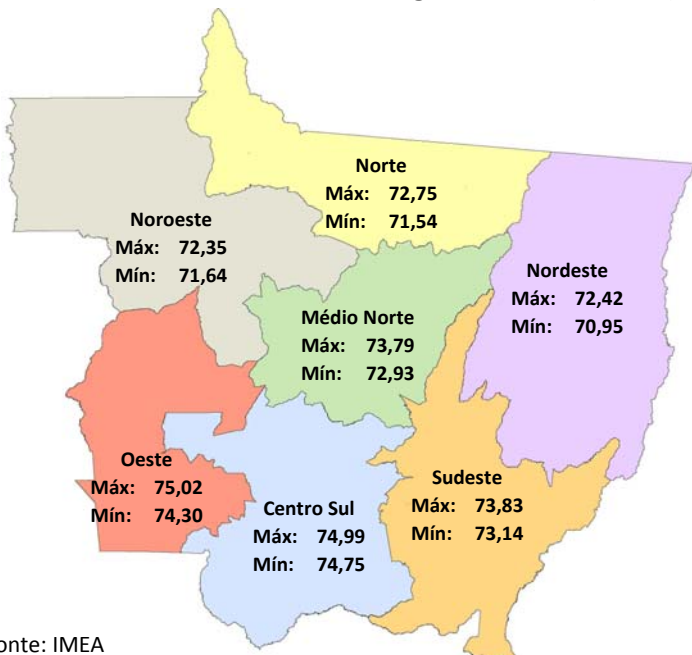 Norte
Máx: 72,75
Mín: 71,54
Noroeste
Máx: 72,35
Mín: 71,64
Nordeste
Máx: 72,42
Mín: 70,95
Médio Norte
Máx: 73,79
Mín: 72,93
Oeste
Máx: 75,02
Mín: 74,30
Centro Sul
Máx: 74,99
Mín: 74,75
Sudeste
Máx: 73,83
Mín: 73,14
onte: IMEA